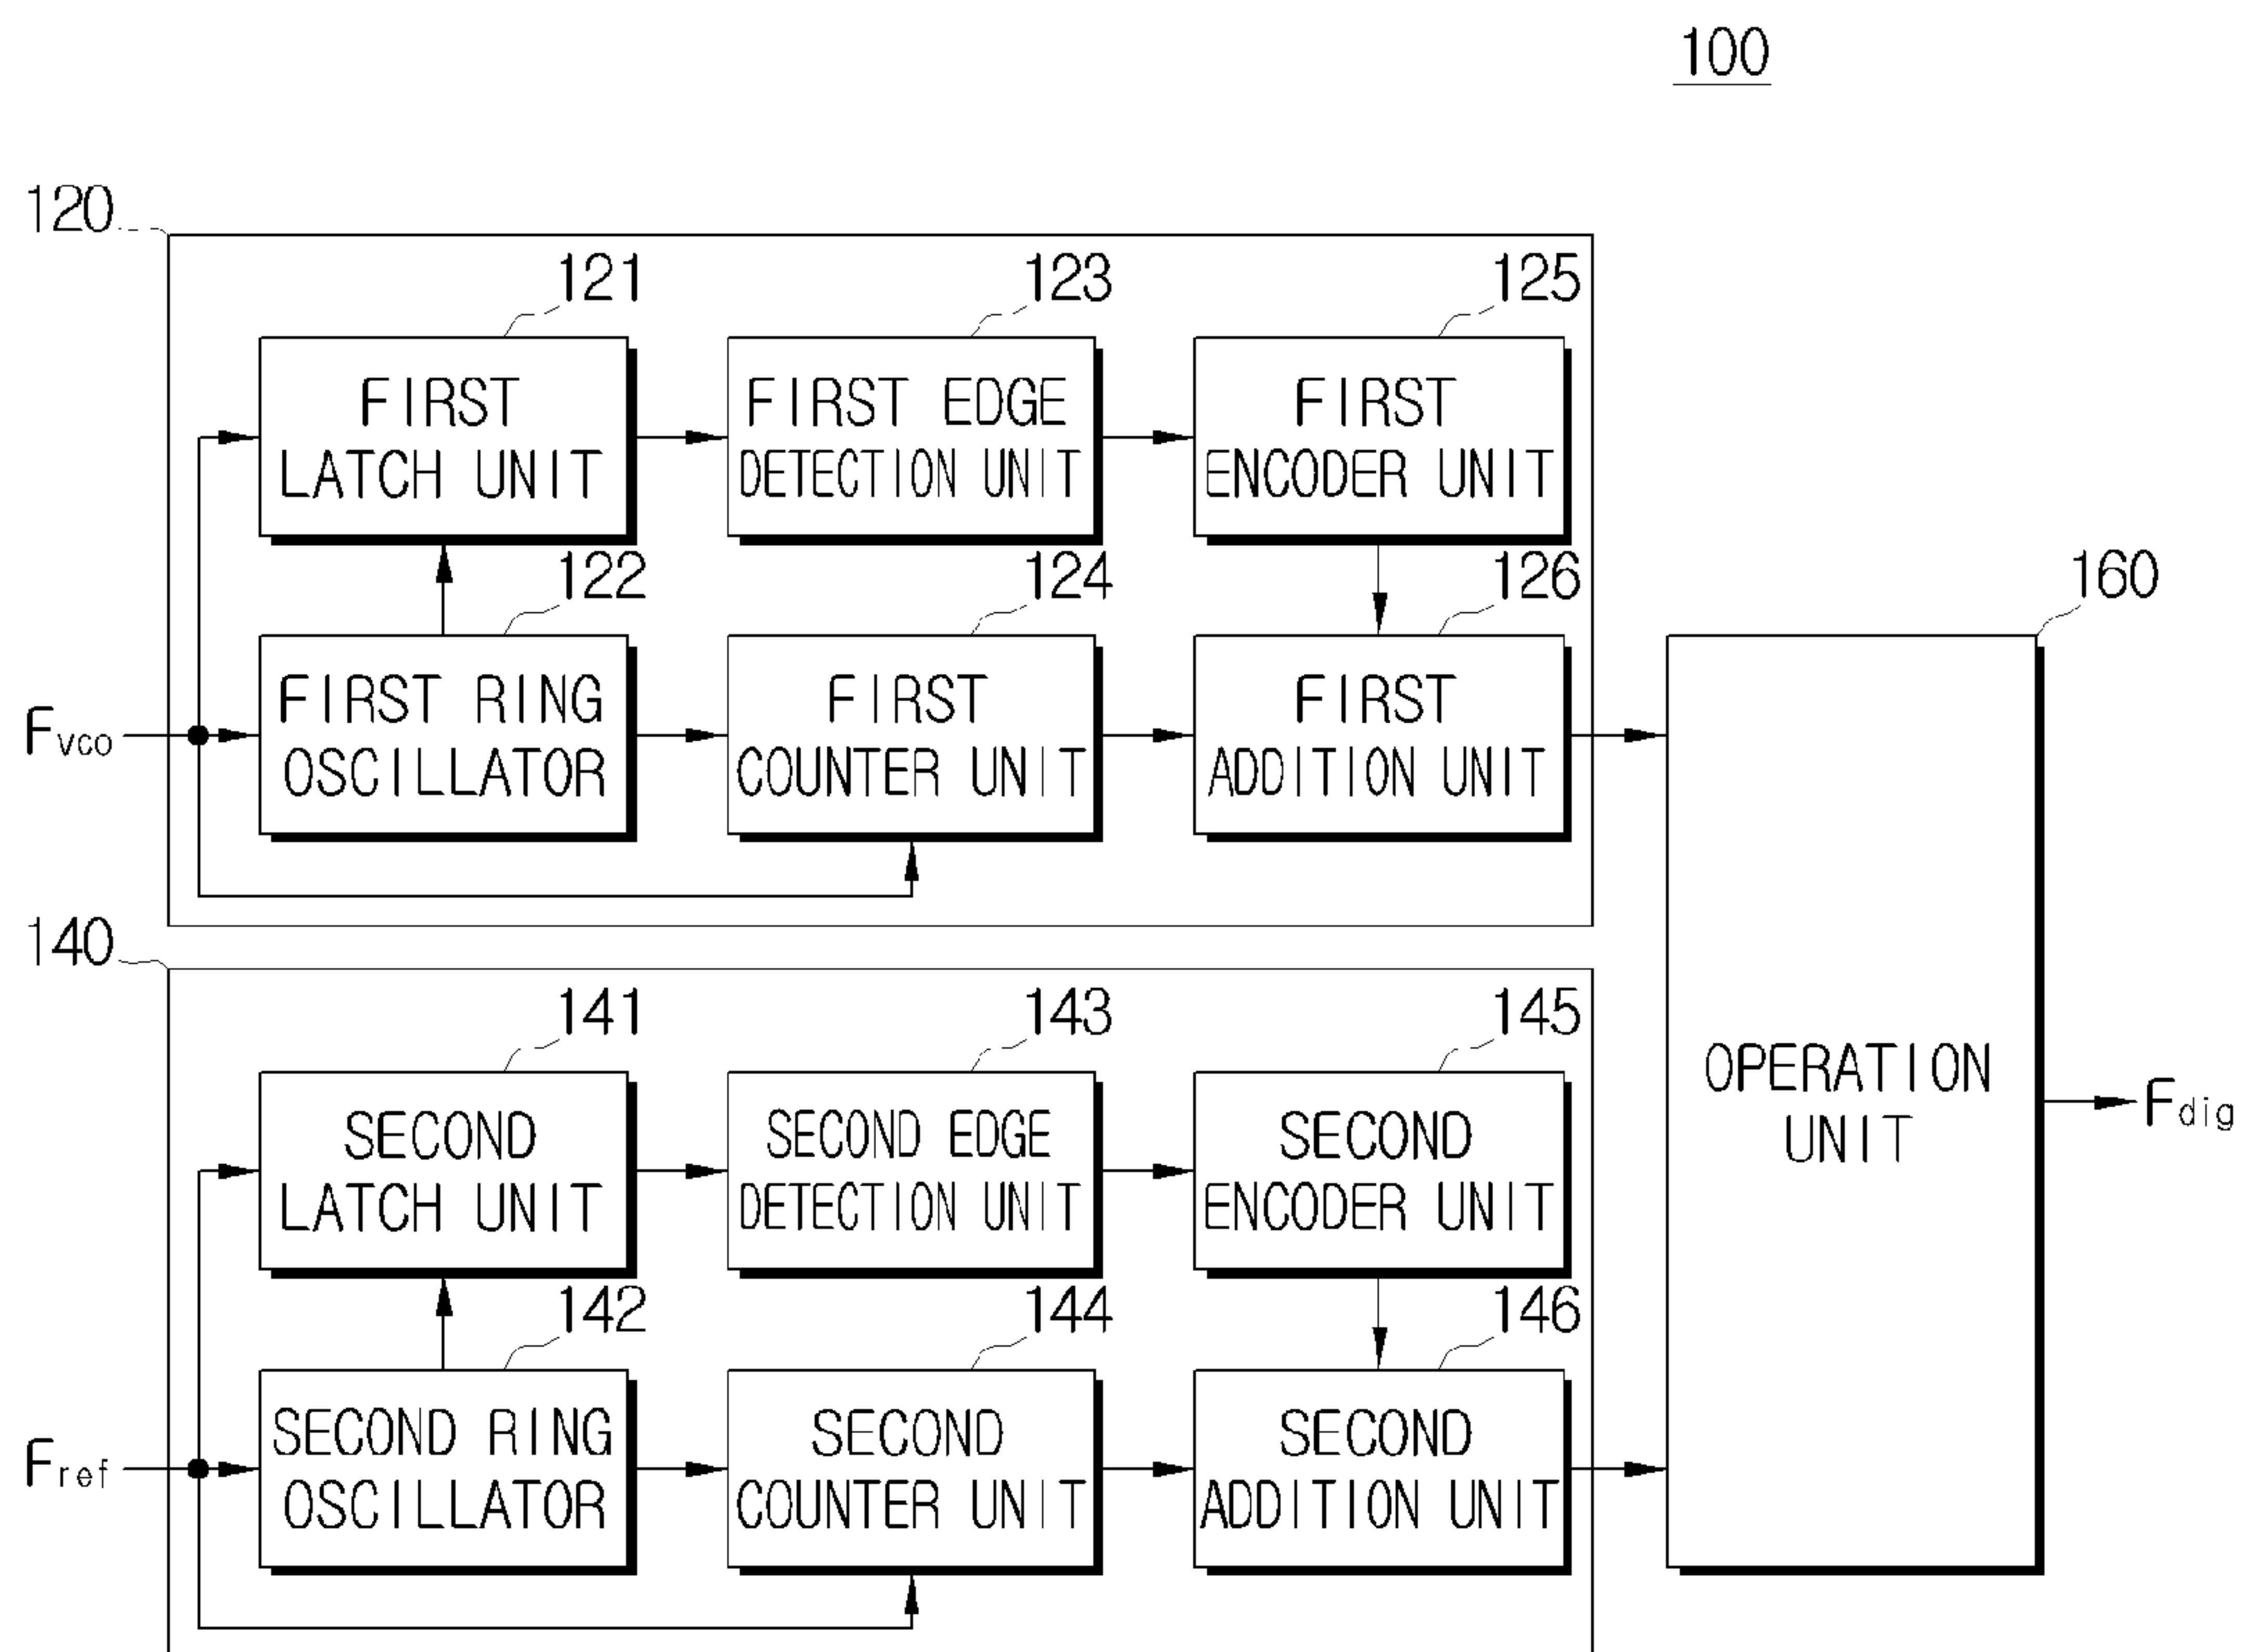 100
120
121
123
125
FIRST
LATCH UNIT
FIRST EDGE
DETECTION UNIT
FIRST
ENCODER UNIT
122
124
126
160
Fvco
FIRST RING
OSCILLATOR
FIRST
COUNTER UNIT
FIRST
ADDITION UNIT
140
141
143
145
SECOND
LATCH UNIT
SECOND EDGE
DETECTION UNIT
SECOND
ENCODER UNIT
OPERATION
UNIT
Fdig
142
144
146
Fref
SECOND RING
OSCILLATOR
SECOND
COUNTER UNIT
SECOND
ADDITION UNIT